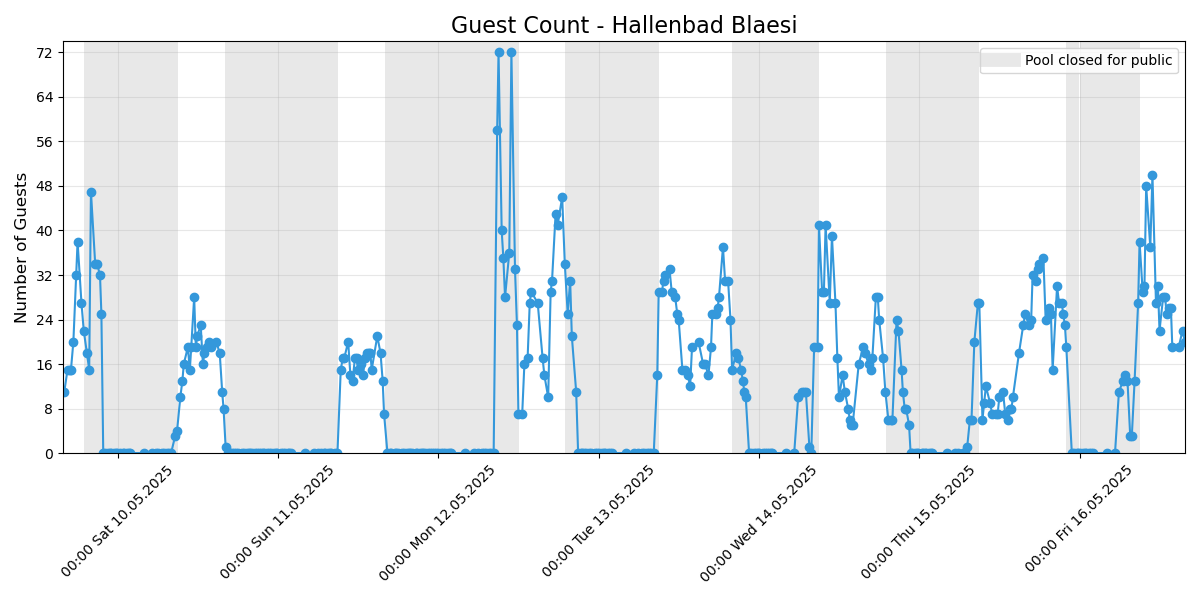 Guest Count - Hallenbad Blaesi
Pool closed for public
Number of Guests
72
64
56
48
40
32
24
16
8
0
00:00 Sat 10.05.2025
00:00 Sun 11.05.2025
00:00 Mon 12.05.2025
00:00 Tue 13.05.2025
00:00 Wed 14.05.2025
00:00 Thu 15.05.2025
00:00 Fri 16.05.2025